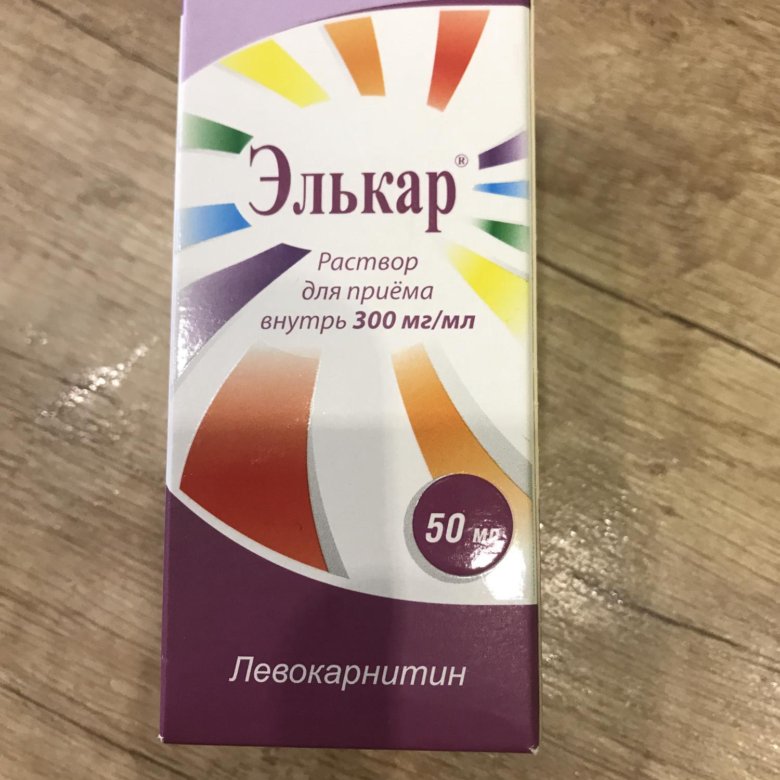 Элькар®
Раствор
для приёма
внутрь 300 мг/мл
50 мл
Левокарнитин